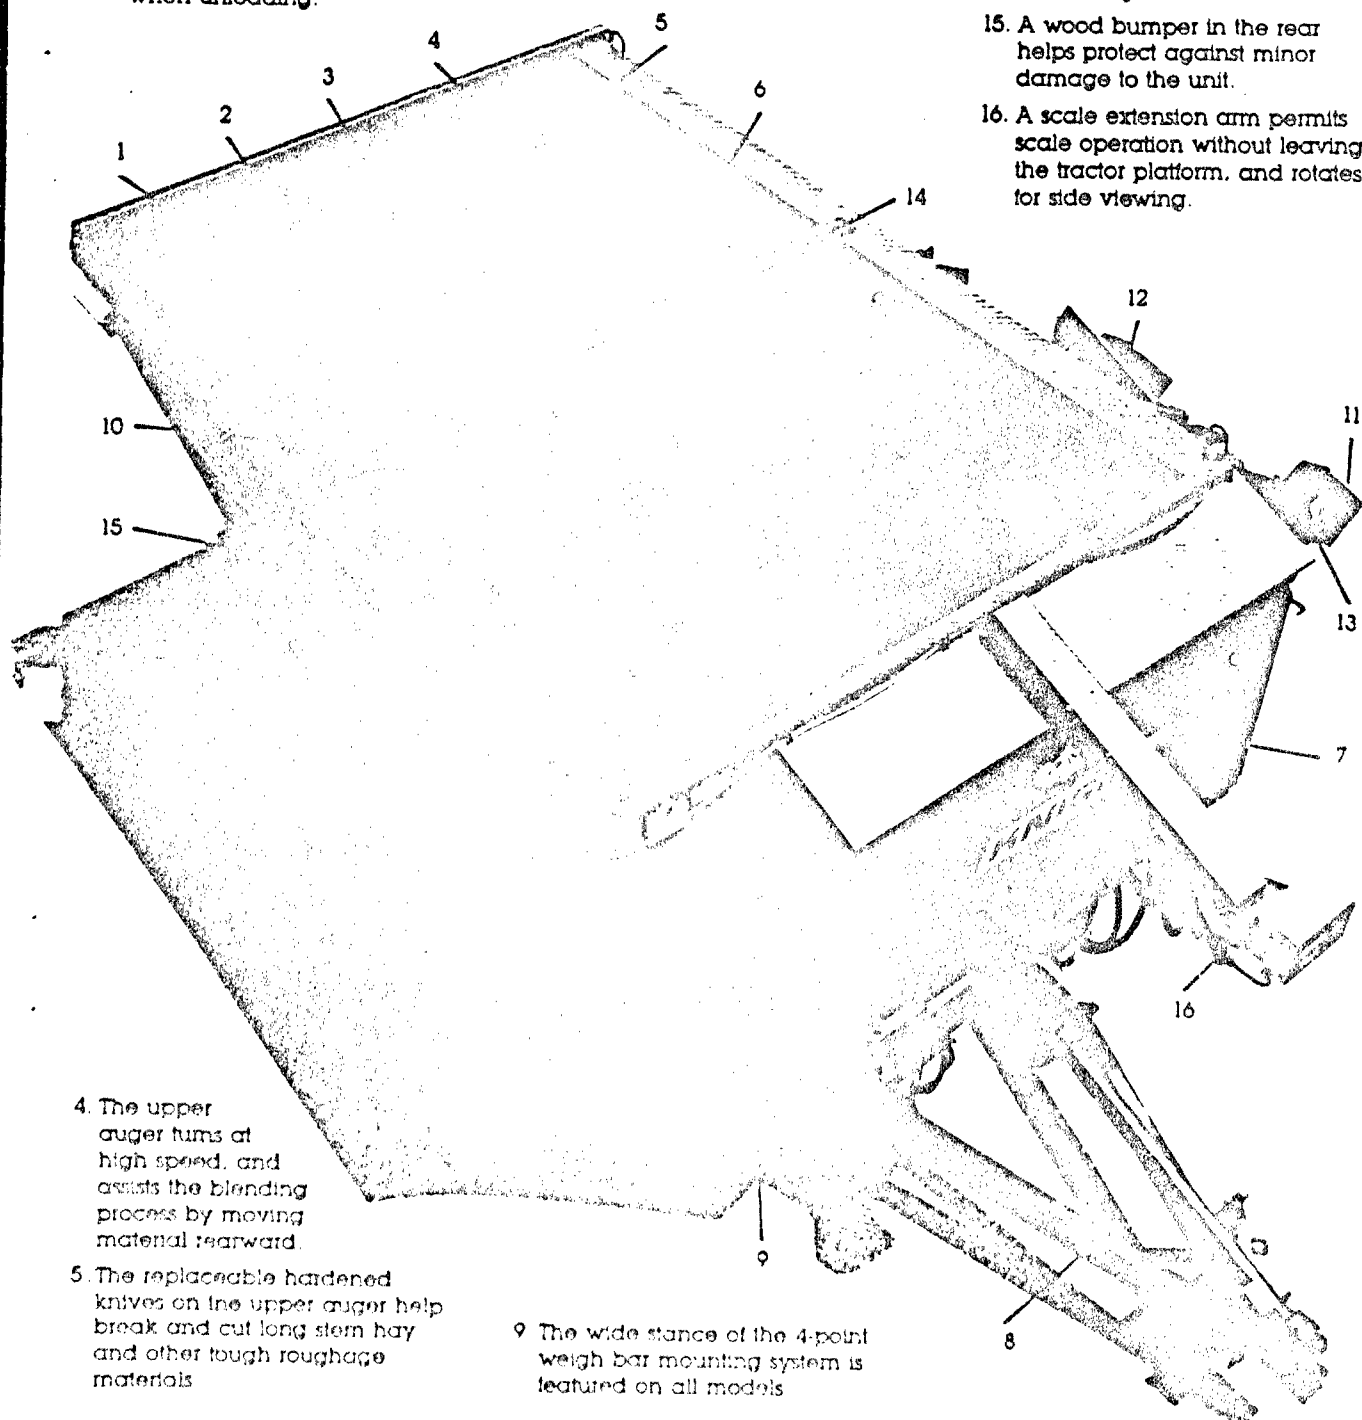 when unloading.
15. A wood bumper in the rear
helps protect against minor
damage to the unit.
16. A scale extension arm permits
scale operation without leaving
the tractor platform, and rotates
for side viewing.
1
2
3
4
5
6
14
12
11
10
15
13
7
16
9
8
4. The upper
auger turns at
high speed, and
assists the blending
process by moving
material rearward.
5. The replaceable hardened
knives on the upper auger help
break and cut long stem hay
and other tough roughage
materials
9 The wide stance of the 4-point
weigh bar mounting system is
featured on all models